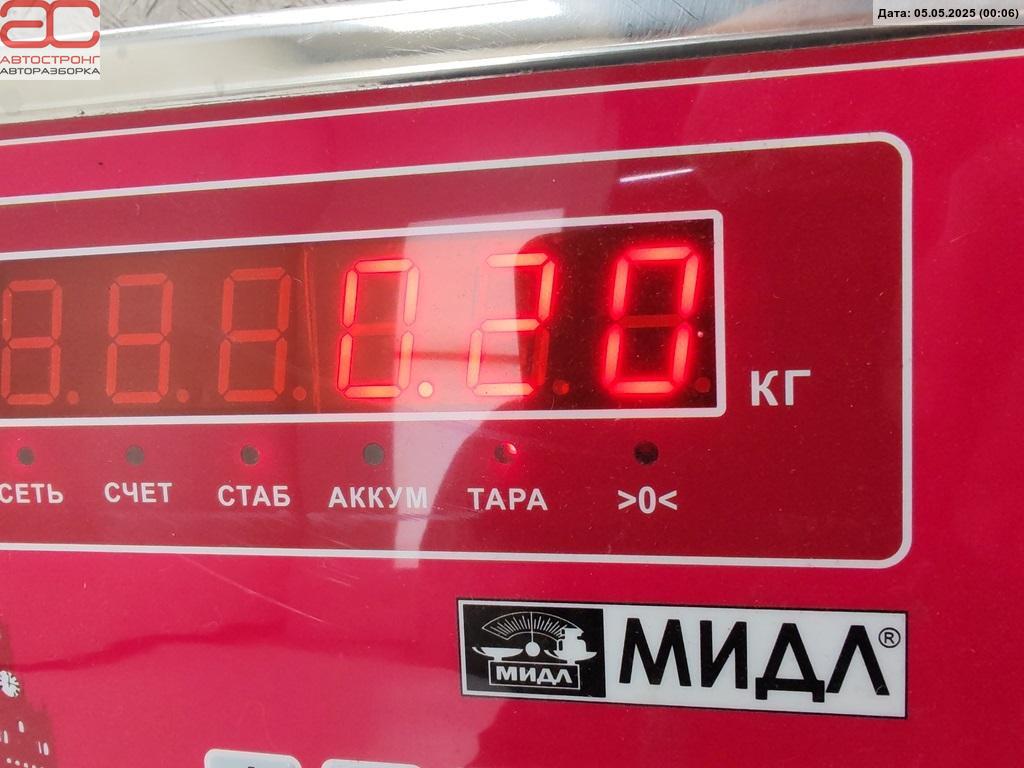 ас
АВТОСТРОНГ
АВТОРАЗБОРКА
Дата: 05.05.2025 (00:06)
0.20
КГ
СЕТЬ СЧЕТ СТАБ АККУМ ТАРА >0<
МИДЛ
МИДЛ®